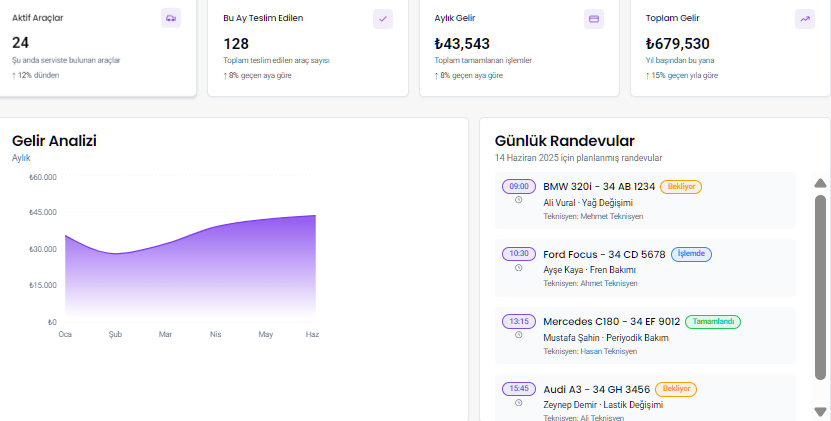 Aktif Araçlar
24
Şu anda serviste bulunan araçlar
↑ 12% dünden
Bu Ay Teslim Edilen
128
Toplam teslim edilen araç sayısı
↑ 8% geçen aya göre
Aylık Gelir
₺43,543
Toplam tamamlanan işlemler
↑ 8% geçen aya göre
Toplam Gelir
₺679,530
Yıl başından bu yana
↑ 15% geçen yıla göre
Gelir Analizi
Aylık
₺60.000
₺45.000
₺30.000
₺15.000
₺0
Oca Şub Mar Nis May Haz
Günlük Randevular
14 Haziran 2025 için planlanmış randevular
09:00 BMW 320i - 34 AB 1234 Bekliyor
Ali Vural · Yağ Değişimi
Teknisyen: Mehmet Teknisyen
10:30 Ford Focus - 34 CD 5678 İşlemde
Ayşe Kaya · Fren Bakımı
Teknisyen: Ahmet Teknisyen
13:15 Mercedes C180 - 34 EF 9012 Tamamlandı
Mustafa Şahin · Periyodik Bakım
Teknisyen: Hasan Teknisyen
15:45 Audi A3 - 34 GH 3456 Bekliyor
Zeynep Demir · Lastik Değişimi
Teknisyen: Ali Teknisyen